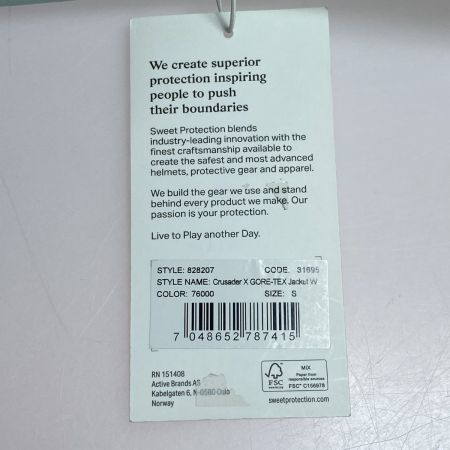 We create superior
protection inspiring
people to push
their boundaries
Sweet Protection blends
industry-leading innovation with the
finest craftsmanship available to
create the safest and most advanced
helmets, protective gear and apparel.
We build the gear we use and stand
behind every product we make. Our
passion is your protection.
Live to Play another Day.
STYLE: 828207 CODE: 31695
STYLE NAME: Crusader X GORE-TEX Jacket W
COLOR: 76000 SIZE: S
7 048652 787415
RN 151408
Active Brands AS
Kabelgaten 6, N-0580 Oslo
Norway
FSC
MIX
Paper from
responsible sources
FSC® C156978
sweetprotection.com